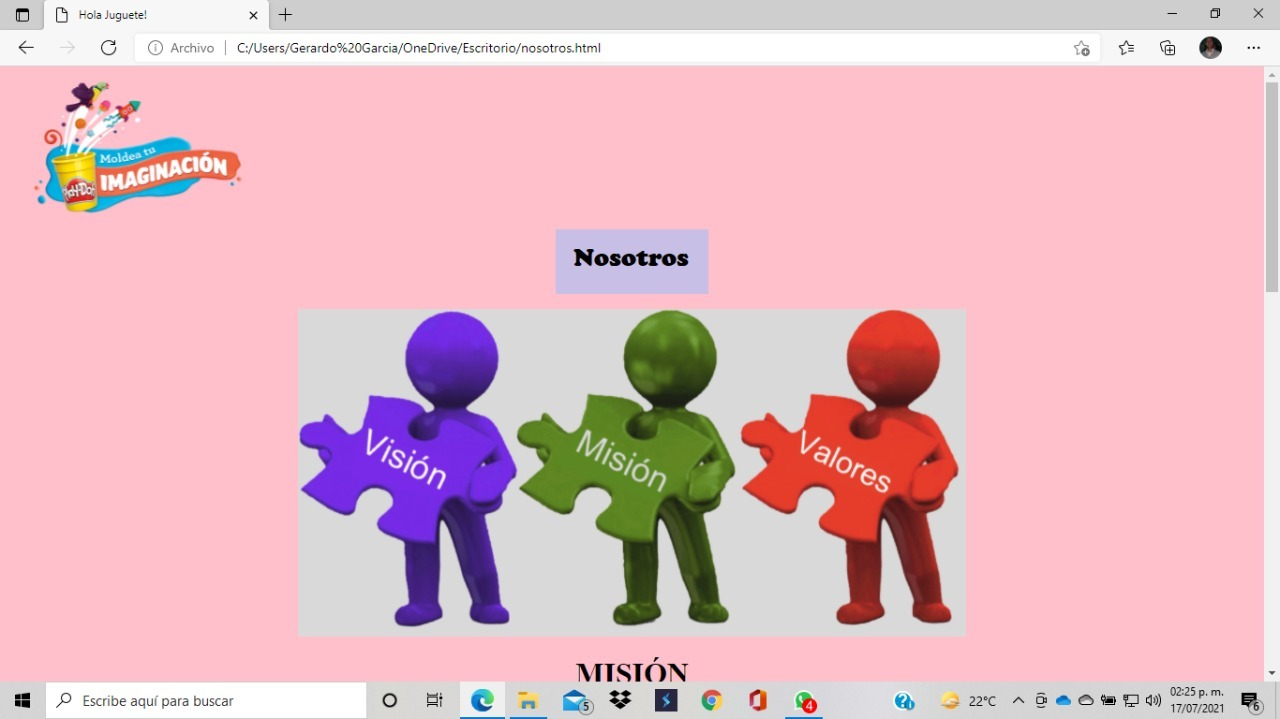 Hola Juguete!
Archivo
C:/Users/Gerardo%20Garcia/OneDrive/Escritorio/nosotros.html
Moldea tu
IMAGINACIÓN
Play-Doh
Nosotros
Visión
Misión
Valores
MISIÓN
Escribe aquí para buscar
5
4
22°C
02:25 p. m.
17/07/2021
6